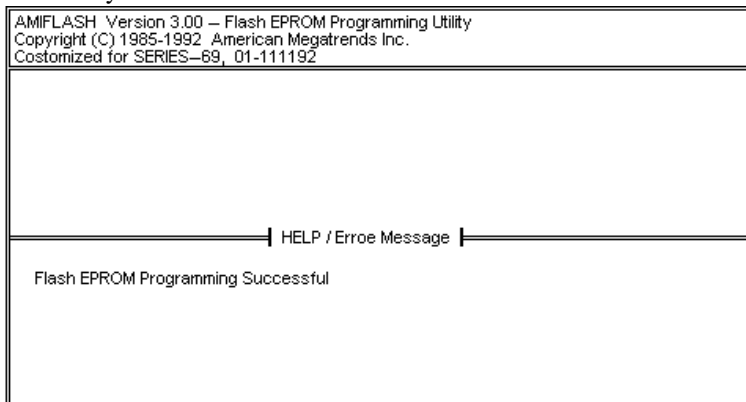 AMIFLASH Version 3.00 – Flash EPROM Programming Utility
Copyright (C) 1985-1992 American Megatrends Inc.
Costomized for SERIES–69, 01-111192
HELP / Erroe Message
Flash EPROM Programming Successful